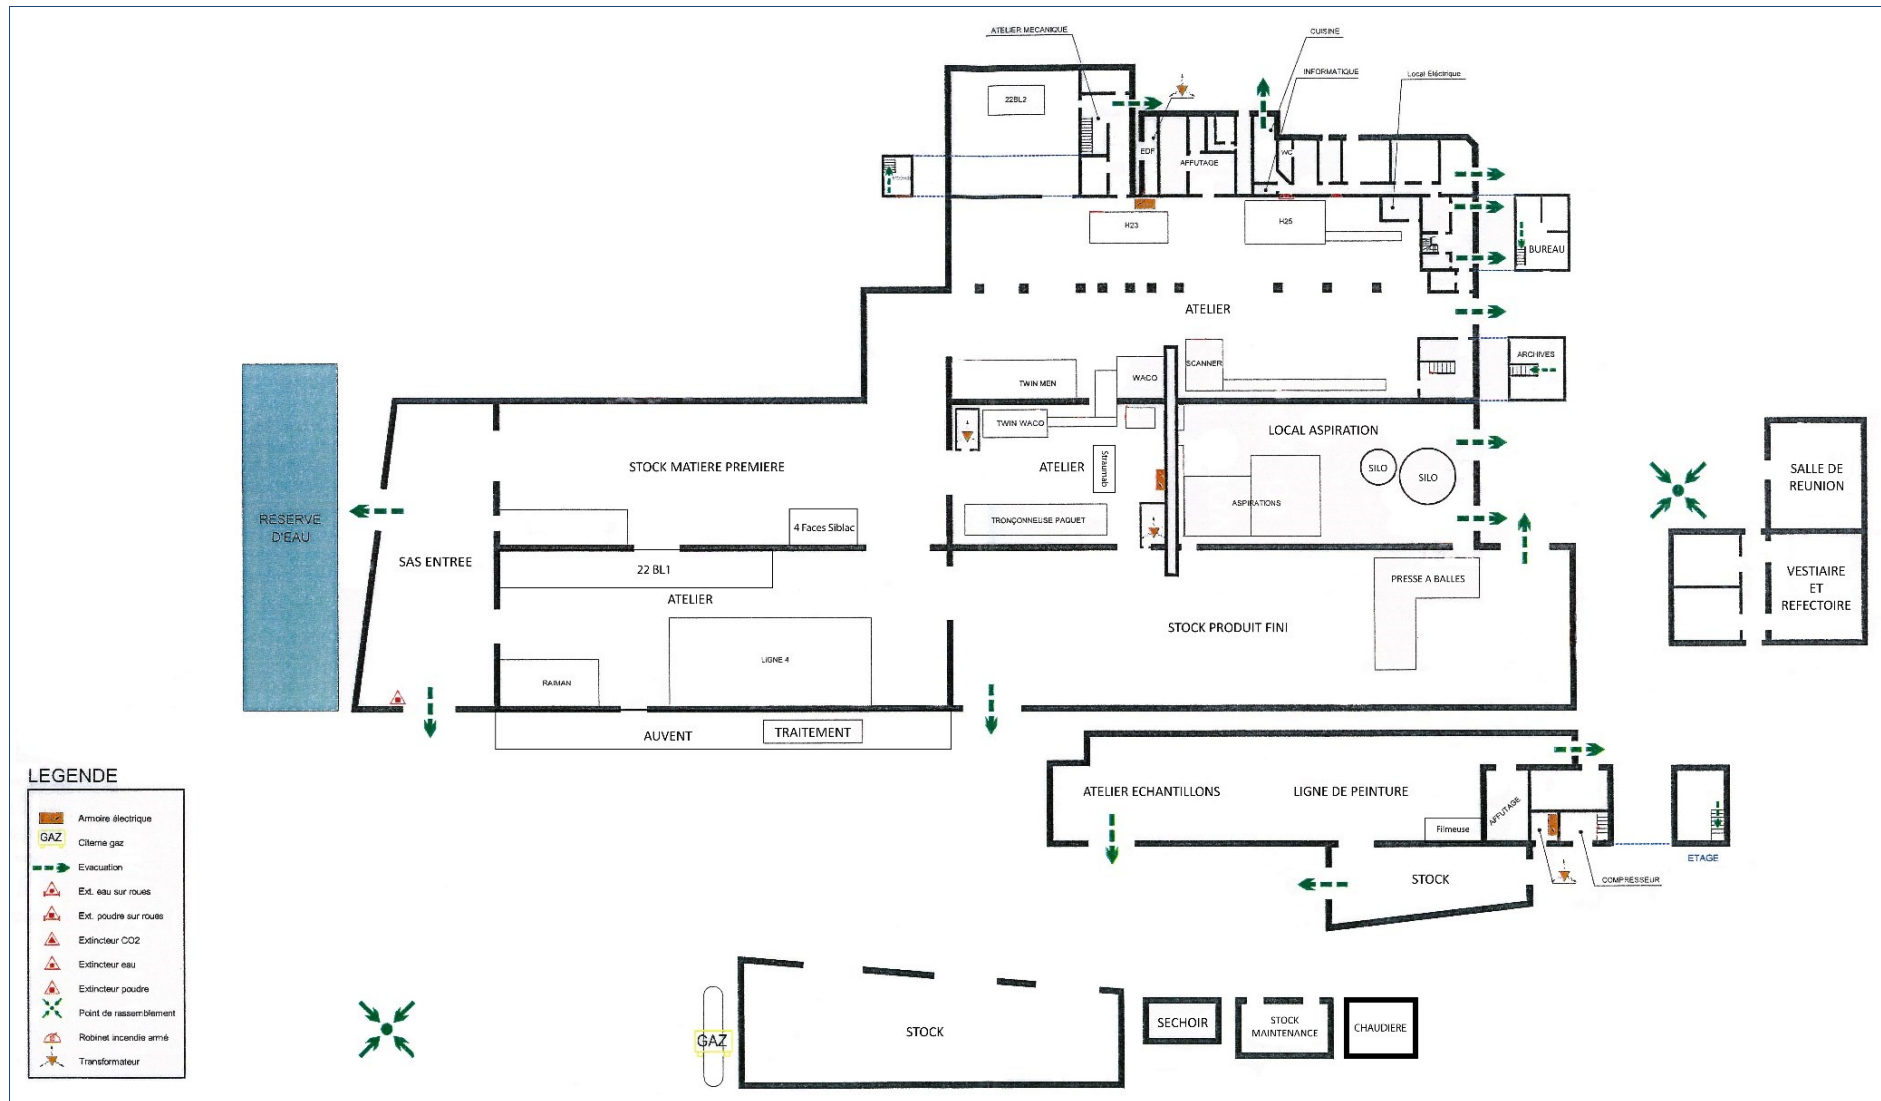 ATELIER MECANIQUE
CUISINE
INFORMATIQUE
Local Eléctrique
22BL2
EDF
AFFUTAGE
WC
H23
H25
BUREAU
ATELIER
ARCHIVES
SCANNER
WACO
TWIN MEN
TWIN WACO
LOCAL ASPIRATION
STOCK MATIERE PREMIERE
ATELIER
Straumab
SILO
SILO
SALLE DE
REUNION
ASPIRATIONS
RESERVE
D'EAU
4 Faces Siblac
TRONÇONNEUSE PAQUET
SAS ENTREE
22 BL1
ATELIER
PRESSE A BALLES
VESTIAIRE
ET
REFECTOIRE
STOCK PRODUIT FINI
LIGNE 4
RAIMAN
AUVENT
TRAITEMENT
ATELIER ECHANTILLONS
LIGNE DE PEINTURE
AFFUTAGE
Filmeuse
ETAGE
STOCK
COMPRESSEUR
LEGENDE
Armoire électrique
GAZ
Citerne gaz
Evacuation
Ext. eau sur roues
Ext. poudre sur roues
Extincteur CO2
Extincteur eau
Extincteur poudre
Point de rassemblement
Robinet incendie armé
Transformateur
GAZ
STOCK
SECHOIR
STOCK
MAINTENANCE
CHAUDIERE